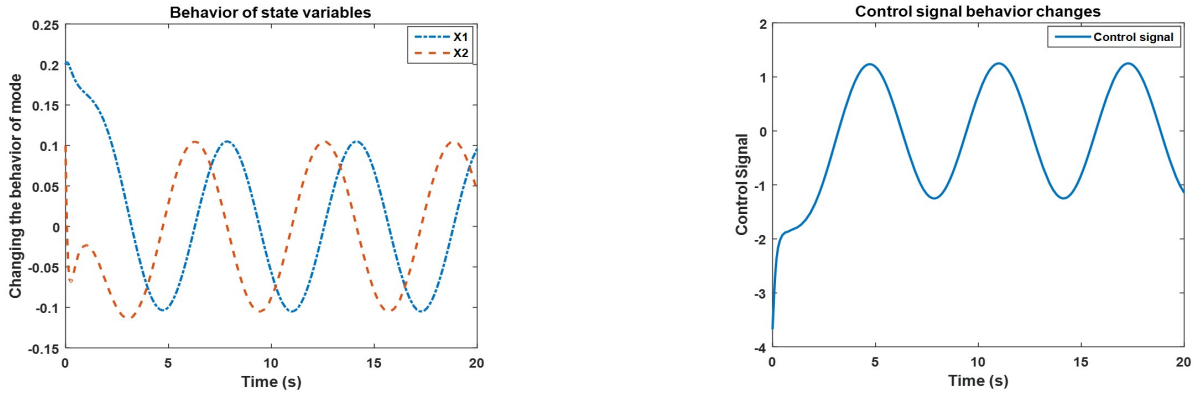 Behavior of state variables
Changing the behavior of mode
0.25
0.2
0.15
0.1
0.05
0
-0.05
-0.1
-0.15
X1
X2
0
5
10
15
20
Time (s)
Control signal behavior changes
Control Signal
2
1
0
-1
-2
-3
-4
Control signal
0
5
10
15
20
Time (s)